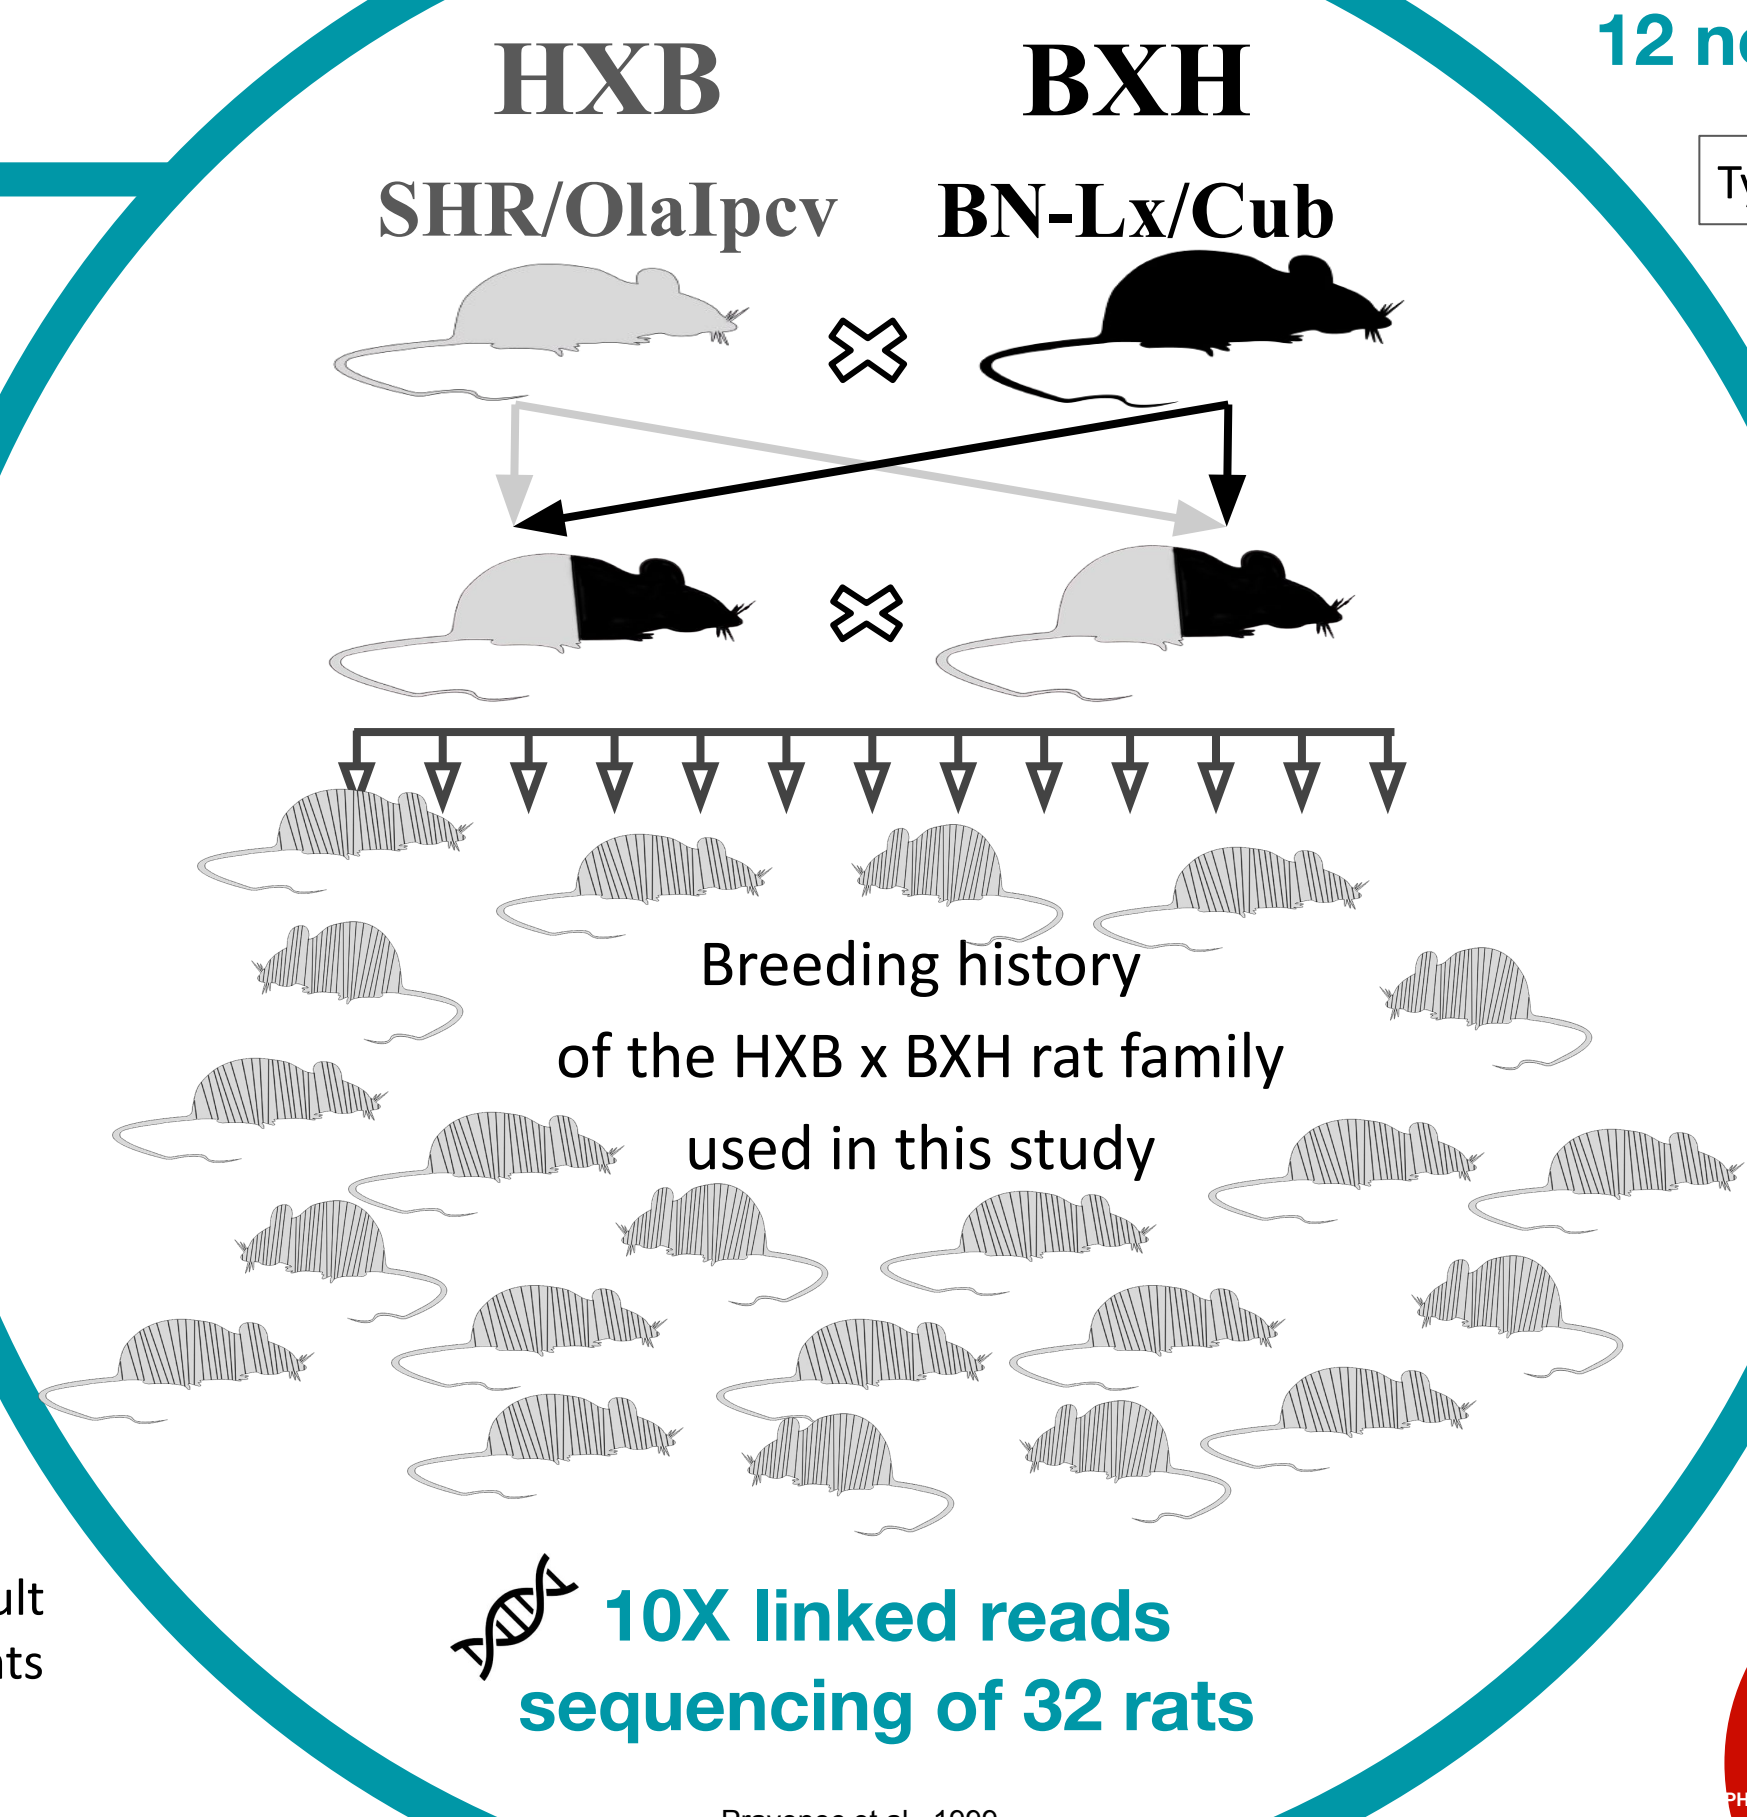 HXB
BXH
12
SHR/OlaIpcv
BN-Lx/Cub
Breeding history
of the HXB x BXH rat family
used in this study
10X linked reads
sequencing of 32 rats